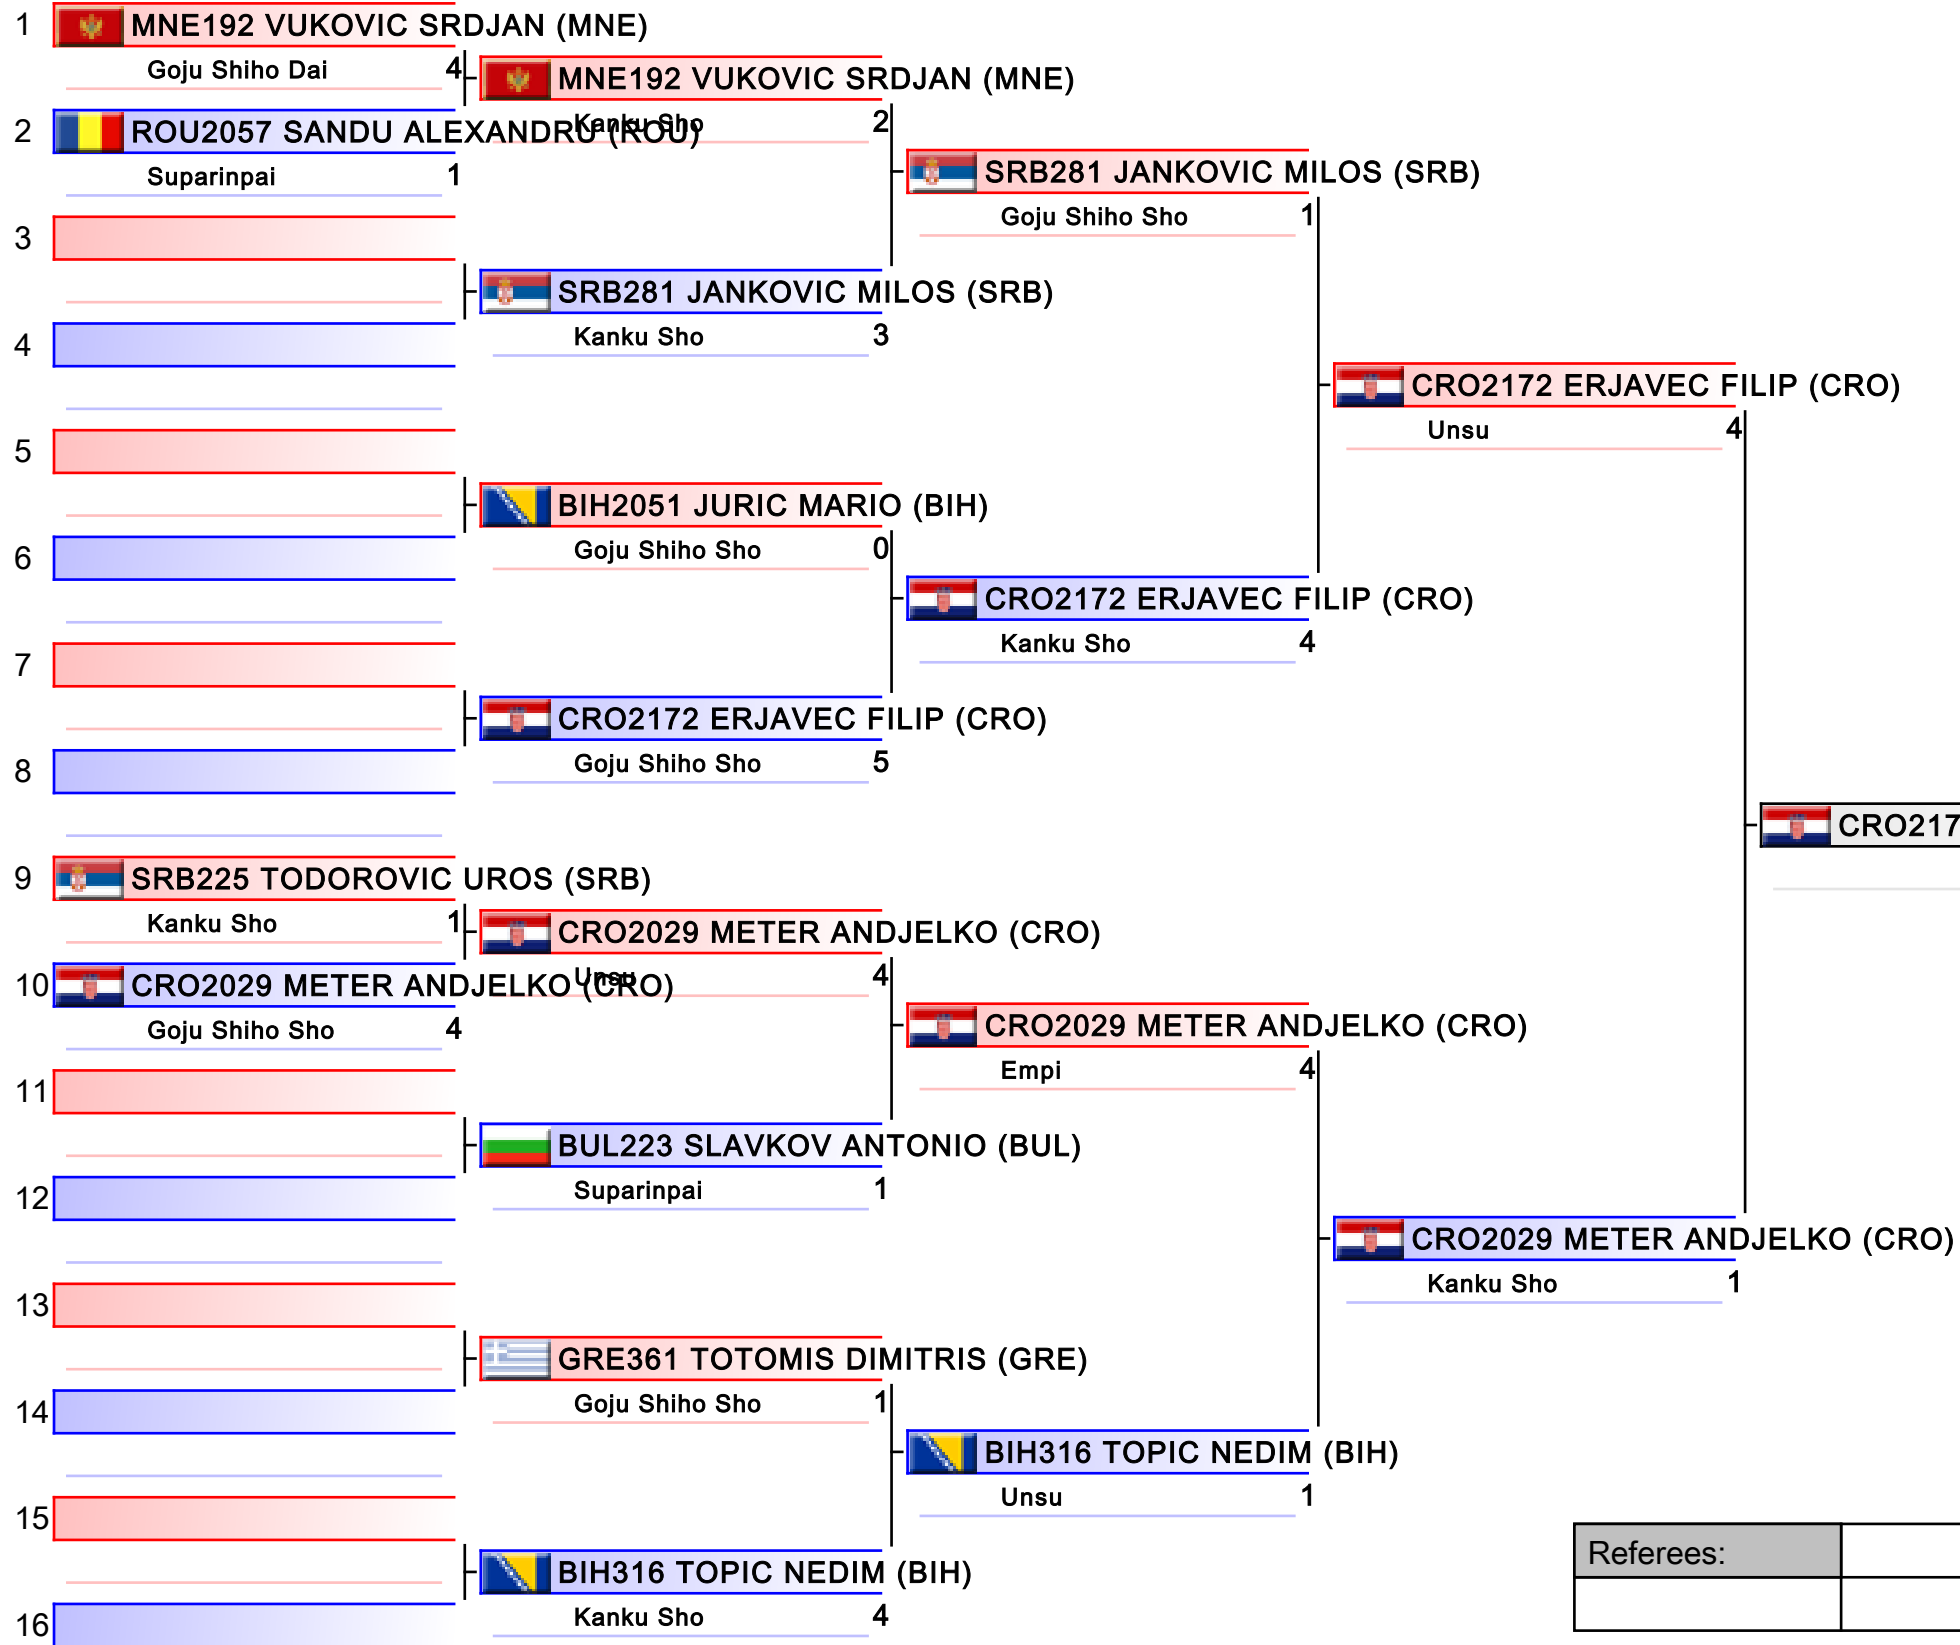 1 MNE192 VUKOVIC SRDJAN (MNE)
Goju Shiho Dai 4
2 ROU2057 SANDU ALEXANDRU (ROU)
Suparinpai 1
3
4
5
6
7
8
9 SRB225 TODOROVIC UROS (SRB)
Kanku Sho 1
10 CRO2029 METER ANDJELKO (CRO)
Goju Shiho Sho 4
11
12
13
14
15
16
MNE192 VUKOVIC SRDJAN (MNE)
Kanku Sho 2
SRB281 JANKOVIC MILOS (SRB)
Kanku Sho 3
BIH2051 JURIC MARIO (BIH)
Goju Shiho Sho 0
CRO2172 ERJAVEC FILIP (CRO)
Goju Shiho Sho 5
CRO2029 METER ANDJELKO (CRO)
Unsu 4
BUL223 SLAVKOV ANTONIO (BUL)
Suparinpai 1
GRE361 TOTOMIS DIMITRIS (GRE)
Goju Shiho Sho 1
BIH316 TOPIC NEDIM (BIH)
Kanku Sho 4
SRB281 JANKOVIC MILOS (SRB)
Goju Shiho Sho 1
CRO2172 ERJAVEC FILIP (CRO)
Kanku Sho 4
CRO2029 METER ANDJELKO (CRO)
Empi 4
BIH316 TOPIC NEDIM (BIH)
Unsu 1
CRO2172 ERJAVEC FILIP (CRO)
Unsu 4
CRO2029 METER ANDJELKO (CRO)
Kanku Sho 1
CRO217
Referees: